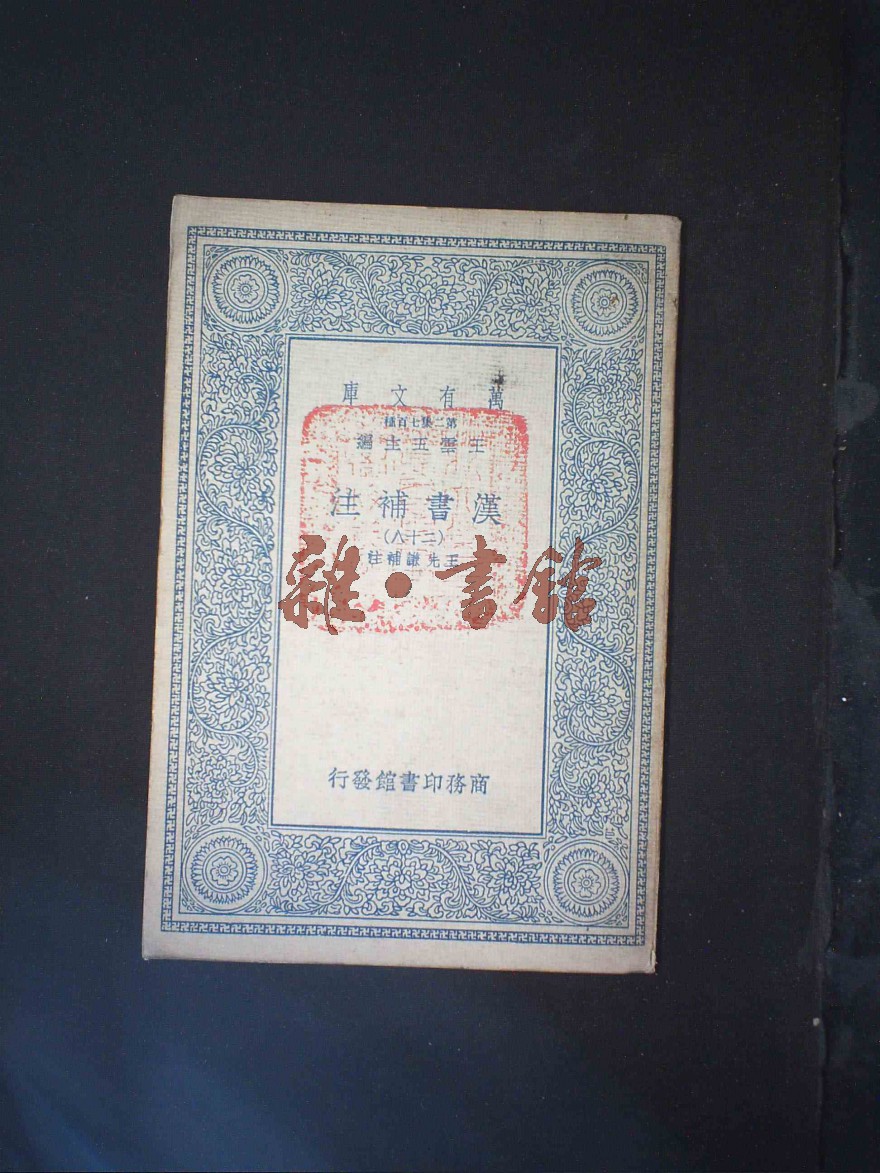 萬有文庫
第二集七百種
王雲五主編
漢書補注
(二十八)
王先謙補注
雜·書館
商務印書館發行